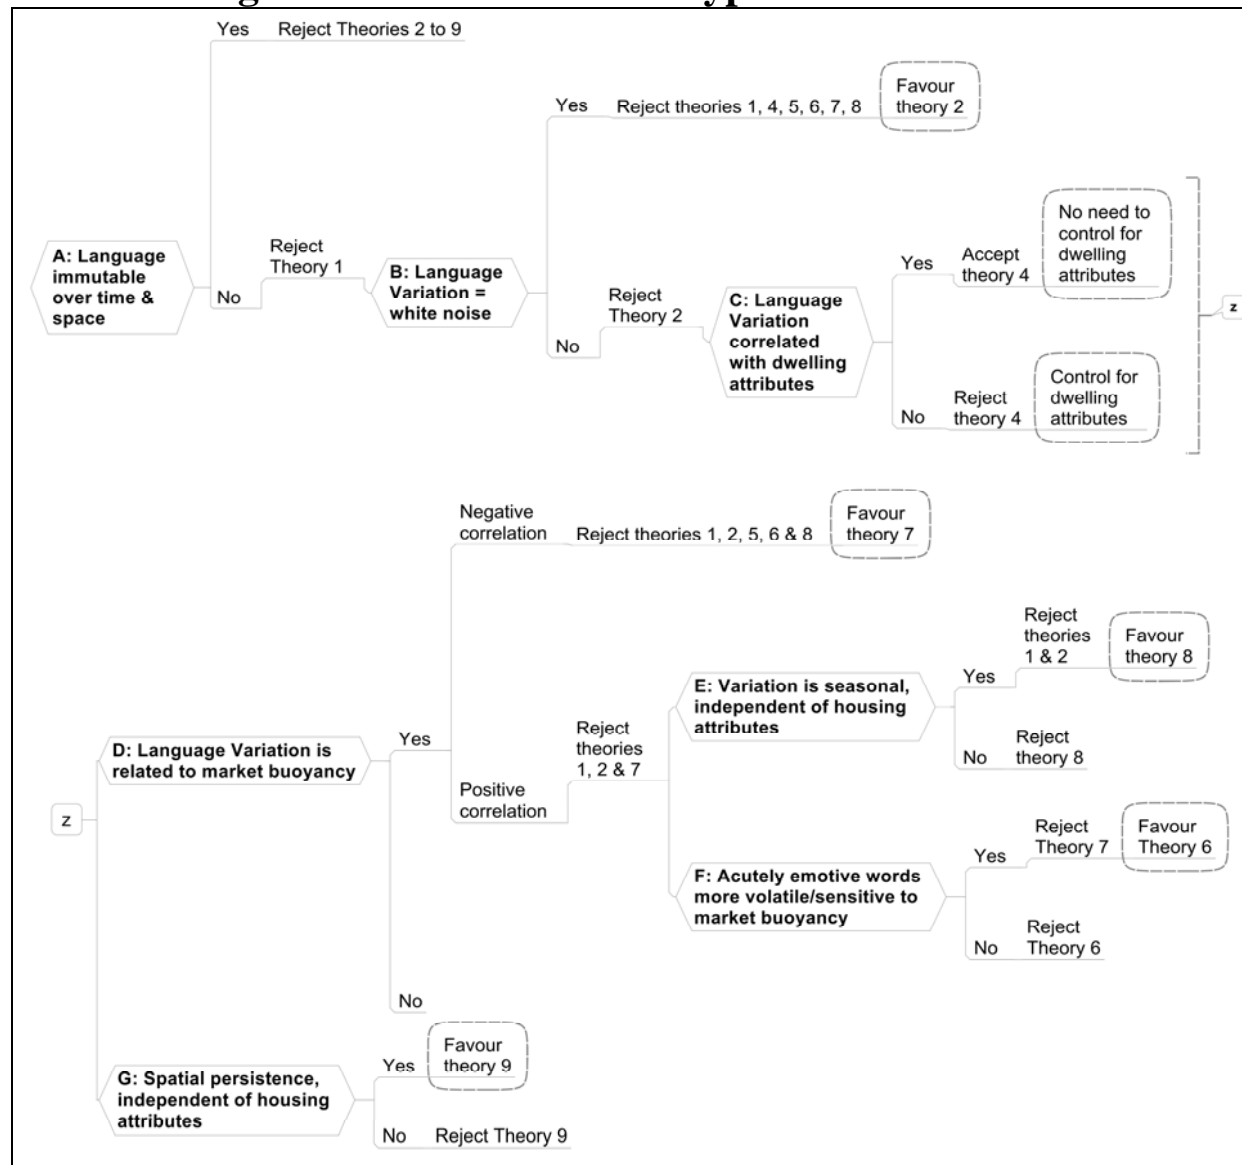 Yes Reject Theories 2 to 9
Favour
theory 2
Yes Reject theories 1, 4, 5, 6, 7, 8
A: Language
immutable
over time &
space
No
Reject
Theory 1
B: Language
Variation =
white noise
No
Reject
Theory 2
C: Language
Variation
correlated
with dwelling
attributes
Yes
Accept
theory 4
No need to
control for
dwelling
attributes
No
Reject
theory 4
Control for
dwelling
attributes
z
Negative
correlation
Reject theories 1, 2, 5, 6 & 8
Favour
theory 7
z
D: Language Variation is
related to market buoyancy
Yes
Positive
correlation
Reject
theories
1, 2 & 7
E: Variation is seasonal,
independent of housing
attributes
Yes
Reject
theories
1 & 2
Favour
theory 8
No
Reject
theory 8
F: Acutely emotive words
more volatile/sensitive to
market buoyancy
Yes
Reject
Theory 7
Favour
Theory 6
No
Reject
Theory 6
No
G: Spatial persistence,
independent of housing
attributes
Yes
Favour
theory 9
No Reject Theory 9